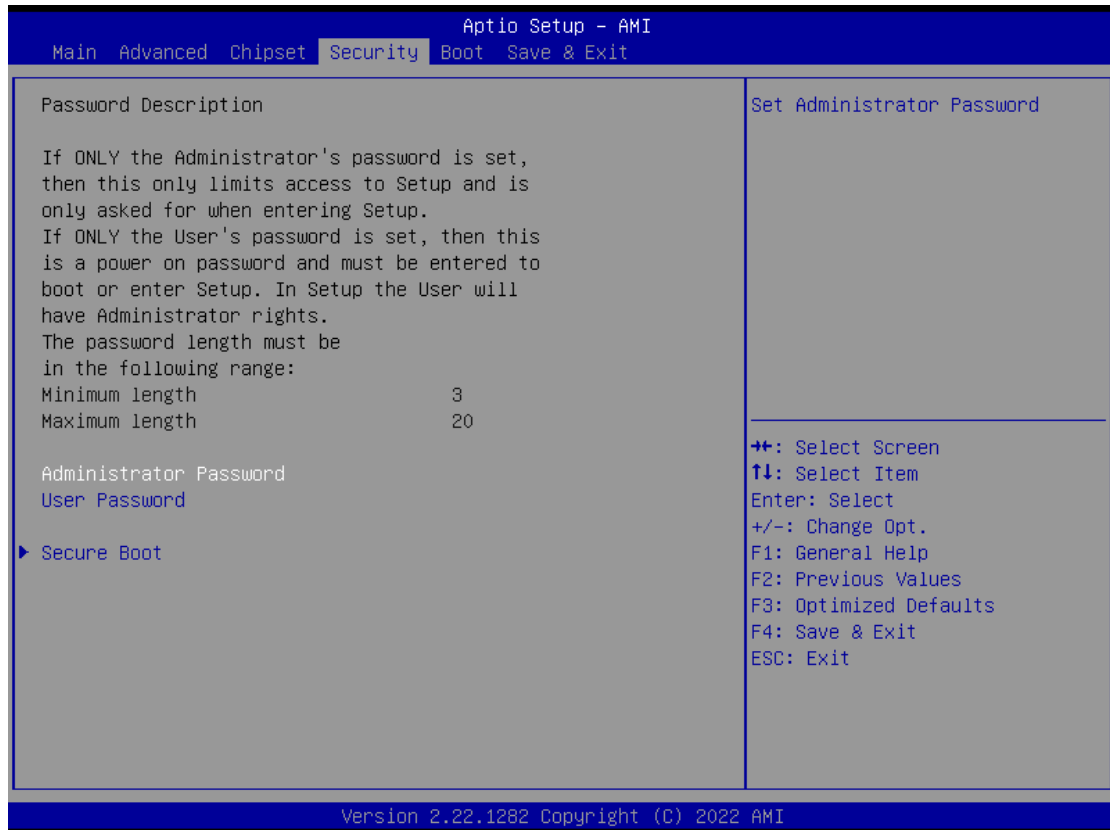 Aptio Setup – AMI
Main Advanced Chipset Security Boot Save & Exit
Password Description
If ONLY the Administrator's password is set,
then this only limits access to Setup and is
only asked for when entering Setup.
If ONLY the User's password is set, then this
is a power on password and must be entered to
boot or enter Setup. In Setup the User will
have Administrator rights.
The password length must be
in the following range:
Minimum length 3
Maximum length 20
Administrator Password
User Password
Secure Boot
Set Administrator Password
→←: Select Screen
↑↓: Select Item
Enter: Select
+/-: Change Opt.
F1: General Help
F2: Previous Values
F3: Optimized Defaults
F4: Save & Exit
ESC: Exit
Version 2.22.1282 Copyright (C) 2022 AMI